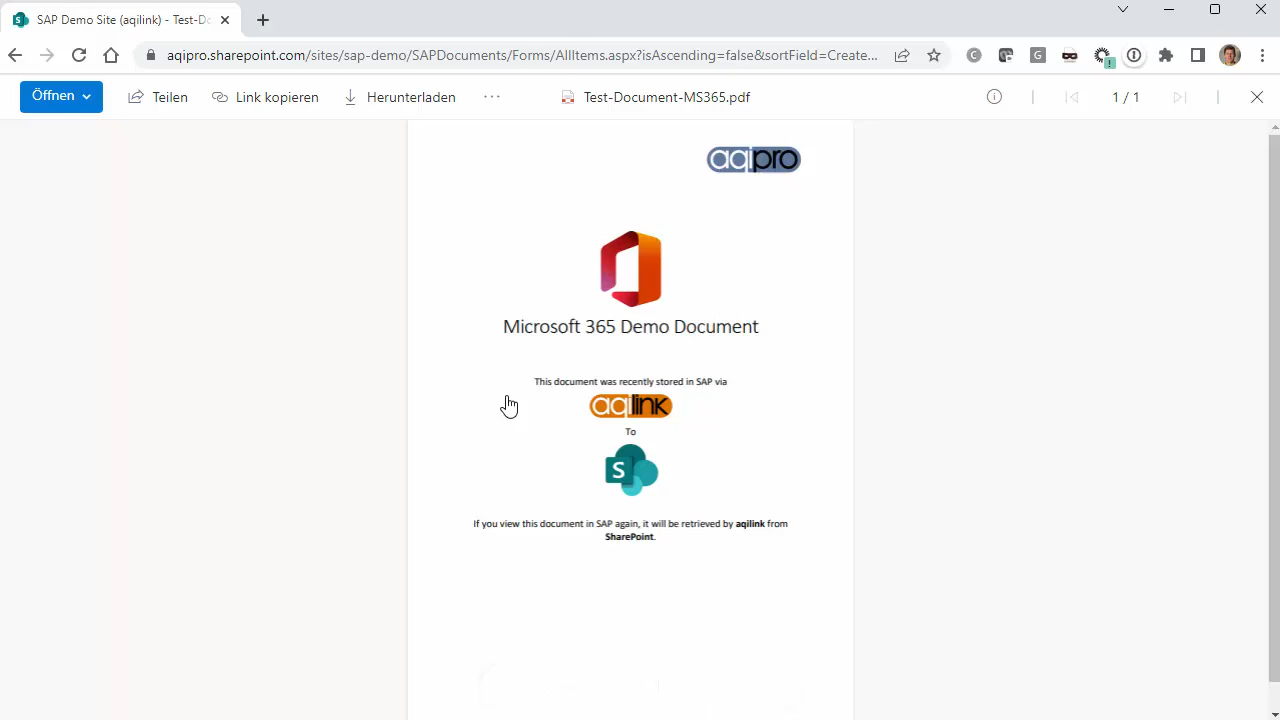 SAP Demo Site (aqilink) - Test-Do
aqipro.sharepoint.com/sites/sap-demo/SAPDocuments/Forms/AllItems.aspx?isAscending=false&sortField=Create...
Öffnen
Teilen
Link kopieren
Herunterladen
...
Test-Document-MS365.pdf
1 / 1
aqipro
Microsoft 365 Demo Document
This document was recently stored in SAP via
aqilink
To
S
If you view this document in SAP again, it will be retrieved by aqilink from
SharePoint.